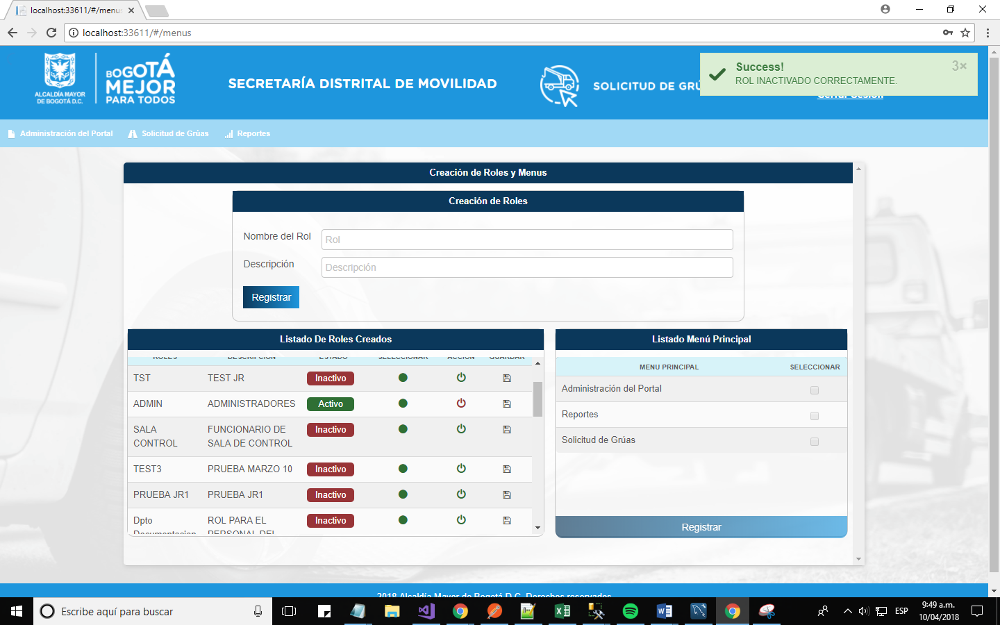 localhost:33611/#/menus
localhost:33611/#/menus
ALCALDÍA MAYOR
DE BOGOTÁ D.C.
BOGOTÁ
MEJOR
PARA TODOS
SECRETARÍA DISTRITAL DE MOVILIDAD
SOLICITUD DE GRÚ
Success!
3×
ROL INACTIVADO CORRECTAMENTE.
Cerrar Sesión
Administración del Portal
Solicitud de Grúas
Reportes
Creación de Roles y Menus
Creación de Roles
Nombre del Rol
Rol
Descripción
Descripción
Registrar
Listado De Roles Creados
ROLES DESCRIPCIÓN ESTADO SELECCIONAR ACCIÓN GUARDAR
TST TEST JR Inactivo
ADMIN ADMINISTRADORES Activo
SALA FUNCIONARIO DE Inactivo
CONTROL SALA DE CONTROL
TEST3 PRUEBA MARZO 10 Inactivo
PRUEBA JR1 PRUEBA JR1 Inactivo
Dpto ROL PARA EL Inactivo
Documentacion PERSONAL DEL
Listado Menú Principal
MENU PRINCIPAL SELECCIONAR
Administración del Portal
Reportes
Solicitud de Grúas
Registrar
2018 Alcaldía Mayor de Bogotá D.C. Derechos reservados
Escribe aquí para buscar
ESP
9:49 a.m.
10/04/2018